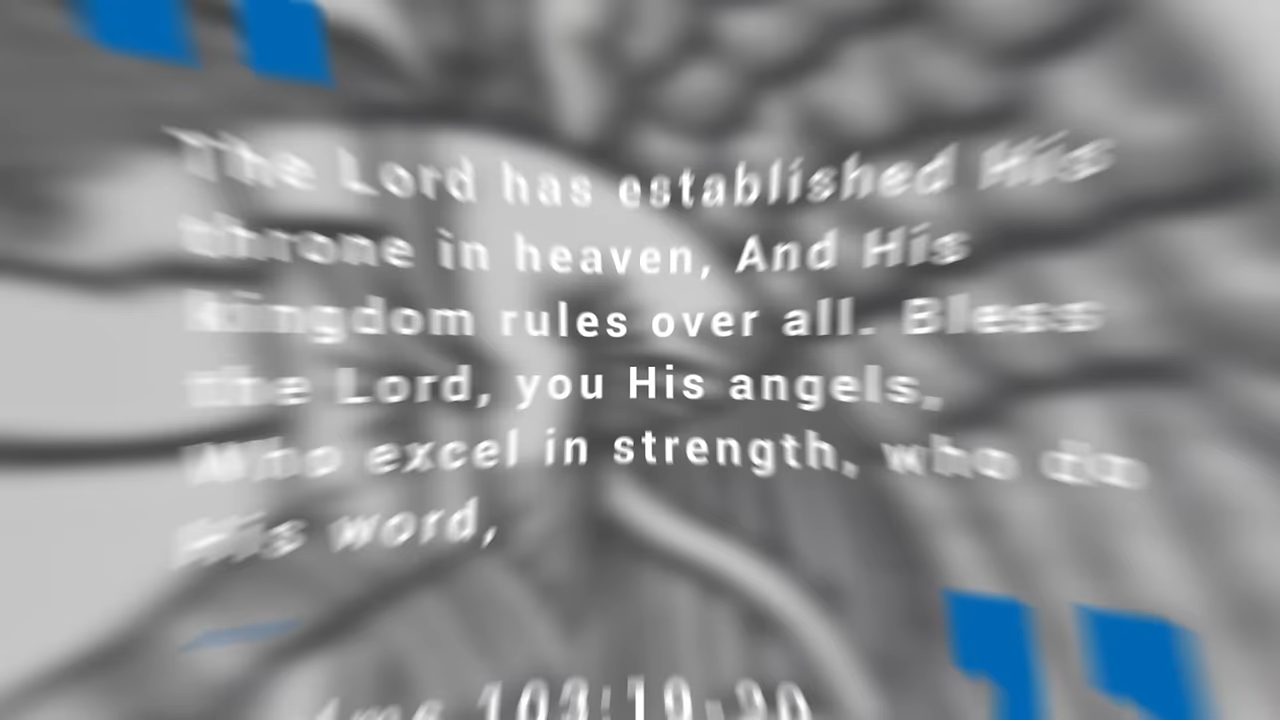 The Lord has established His
throne in heaven, And His
Kingdom rules over all. Bless
the Lord, you His angels,
Who excel in strength, who do
His word,
103:19-20